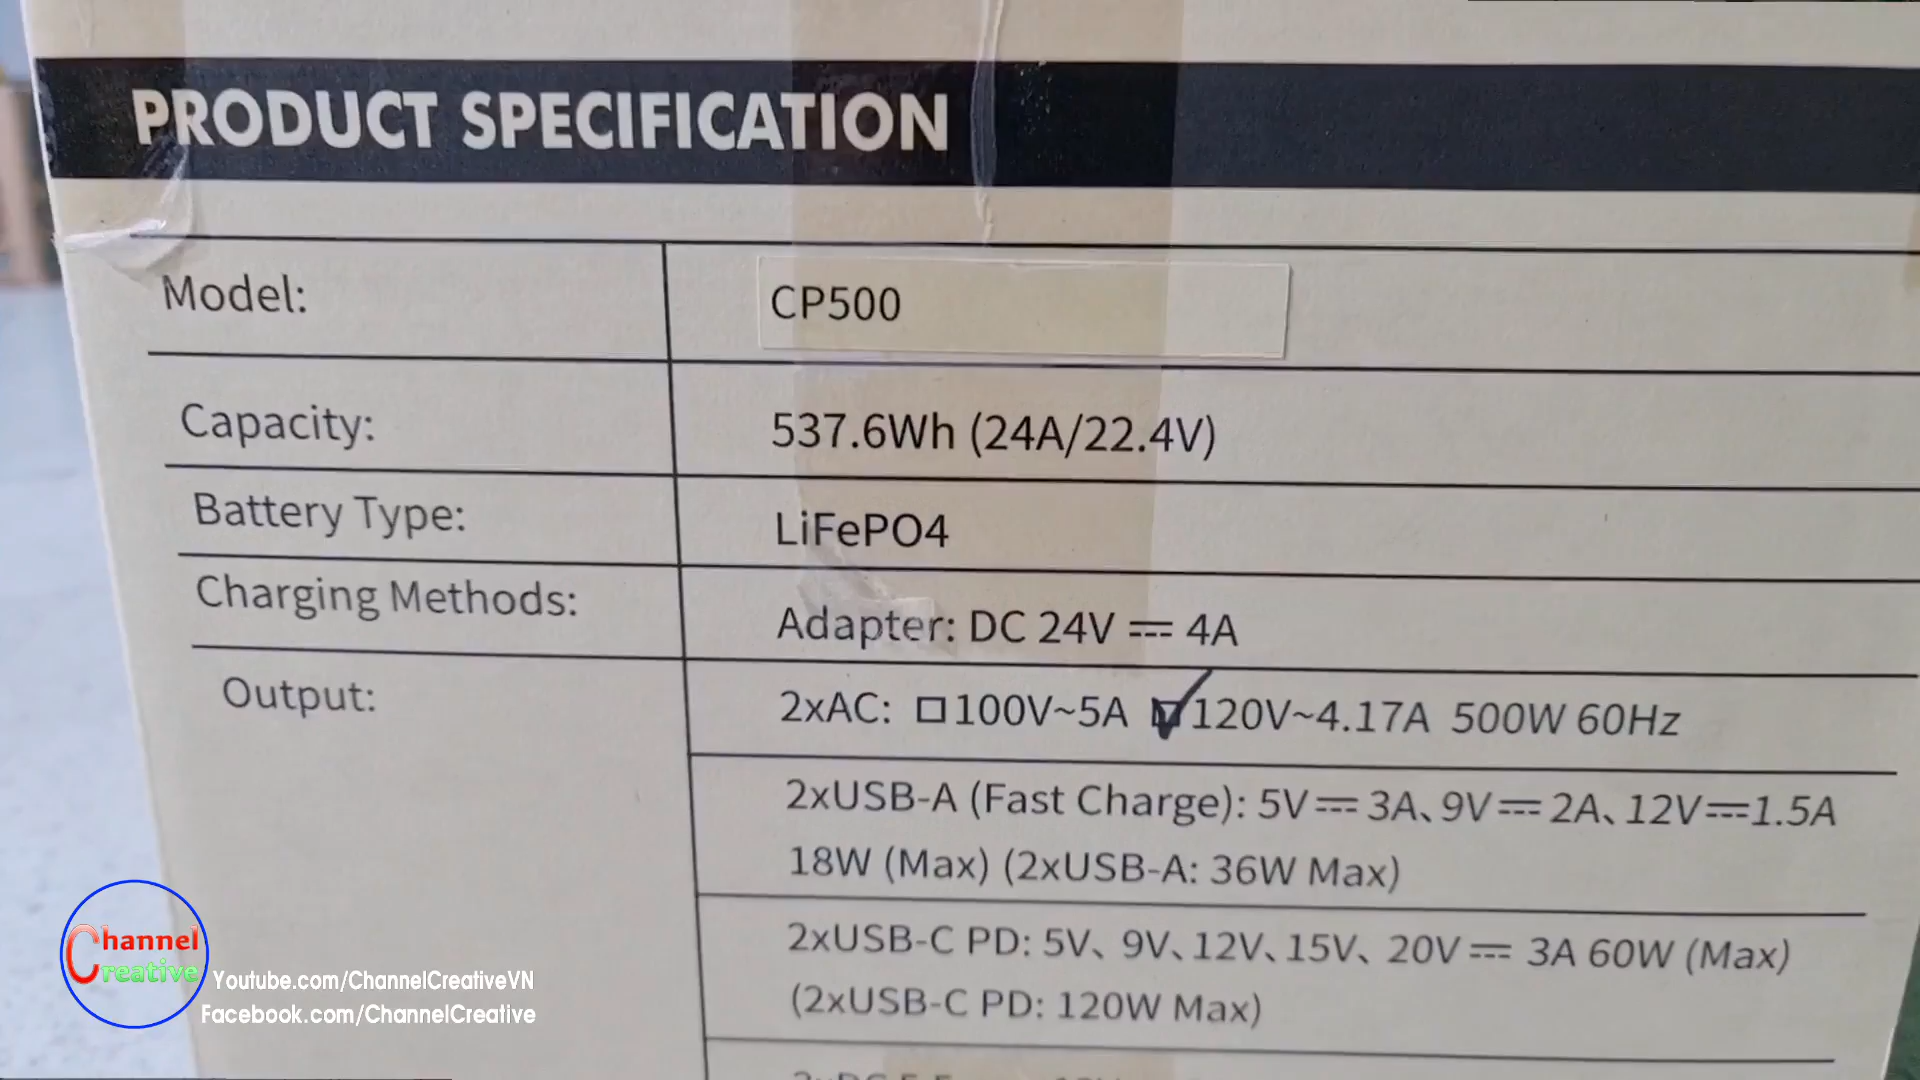 PRODUCT SPECIFICATION
Model: CP500
Capacity: 537.6Wh (24A/22.4V)
Battery Type: LiFePO4
Charging Methods: Adapter: DC 24V⎓4A
Output: 2xAC: □100V~5A ☑120V~4.17A 500W 60Hz
2xUSB-A (Fast Charge): 5V⎓3A、9V⎓2A、12V⎓1.5A
18W (Max) (2xUSB-A: 36W Max)
2xUSB-C PD: 5V、9V、12V、15V、20V⎓3A 60W (Max)
(2xUSB-C PD: 120W Max)
Channel
Creative
Youtube.com/ChannelCreativeVN
Facebook.com/ChannelCreative